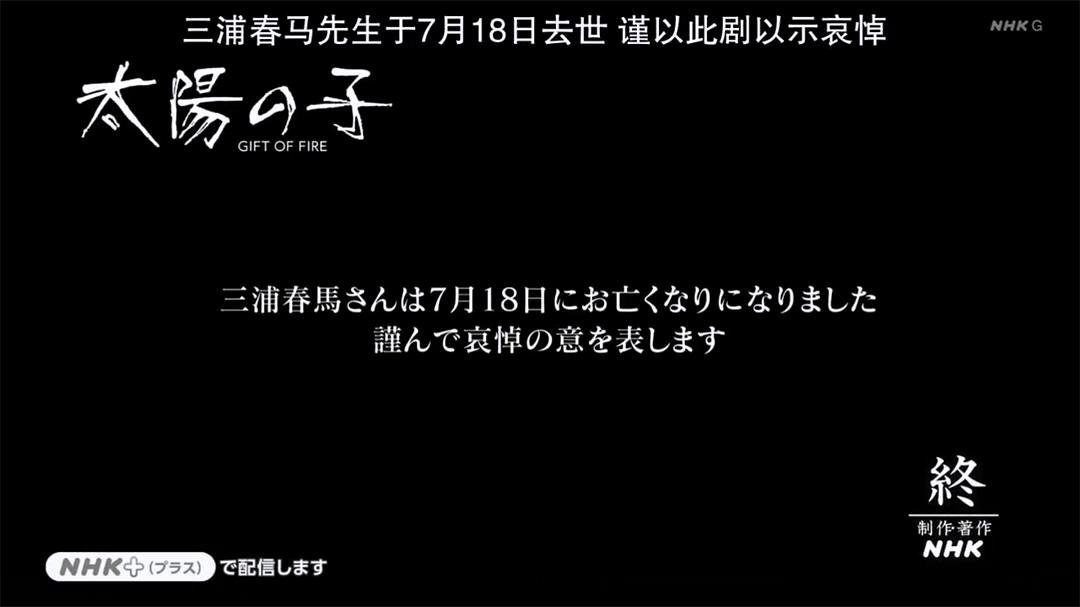 三浦春马先生于7月18日去世 谨以此剧以示哀悼
NHK G
太陽の子
GIFT OF FIRE
三浦春馬さんは7月18日にお亡くなりになりました
謹んで哀悼の意を表します
終
制作・著作
NHK
NHK+(プラス)で配信します